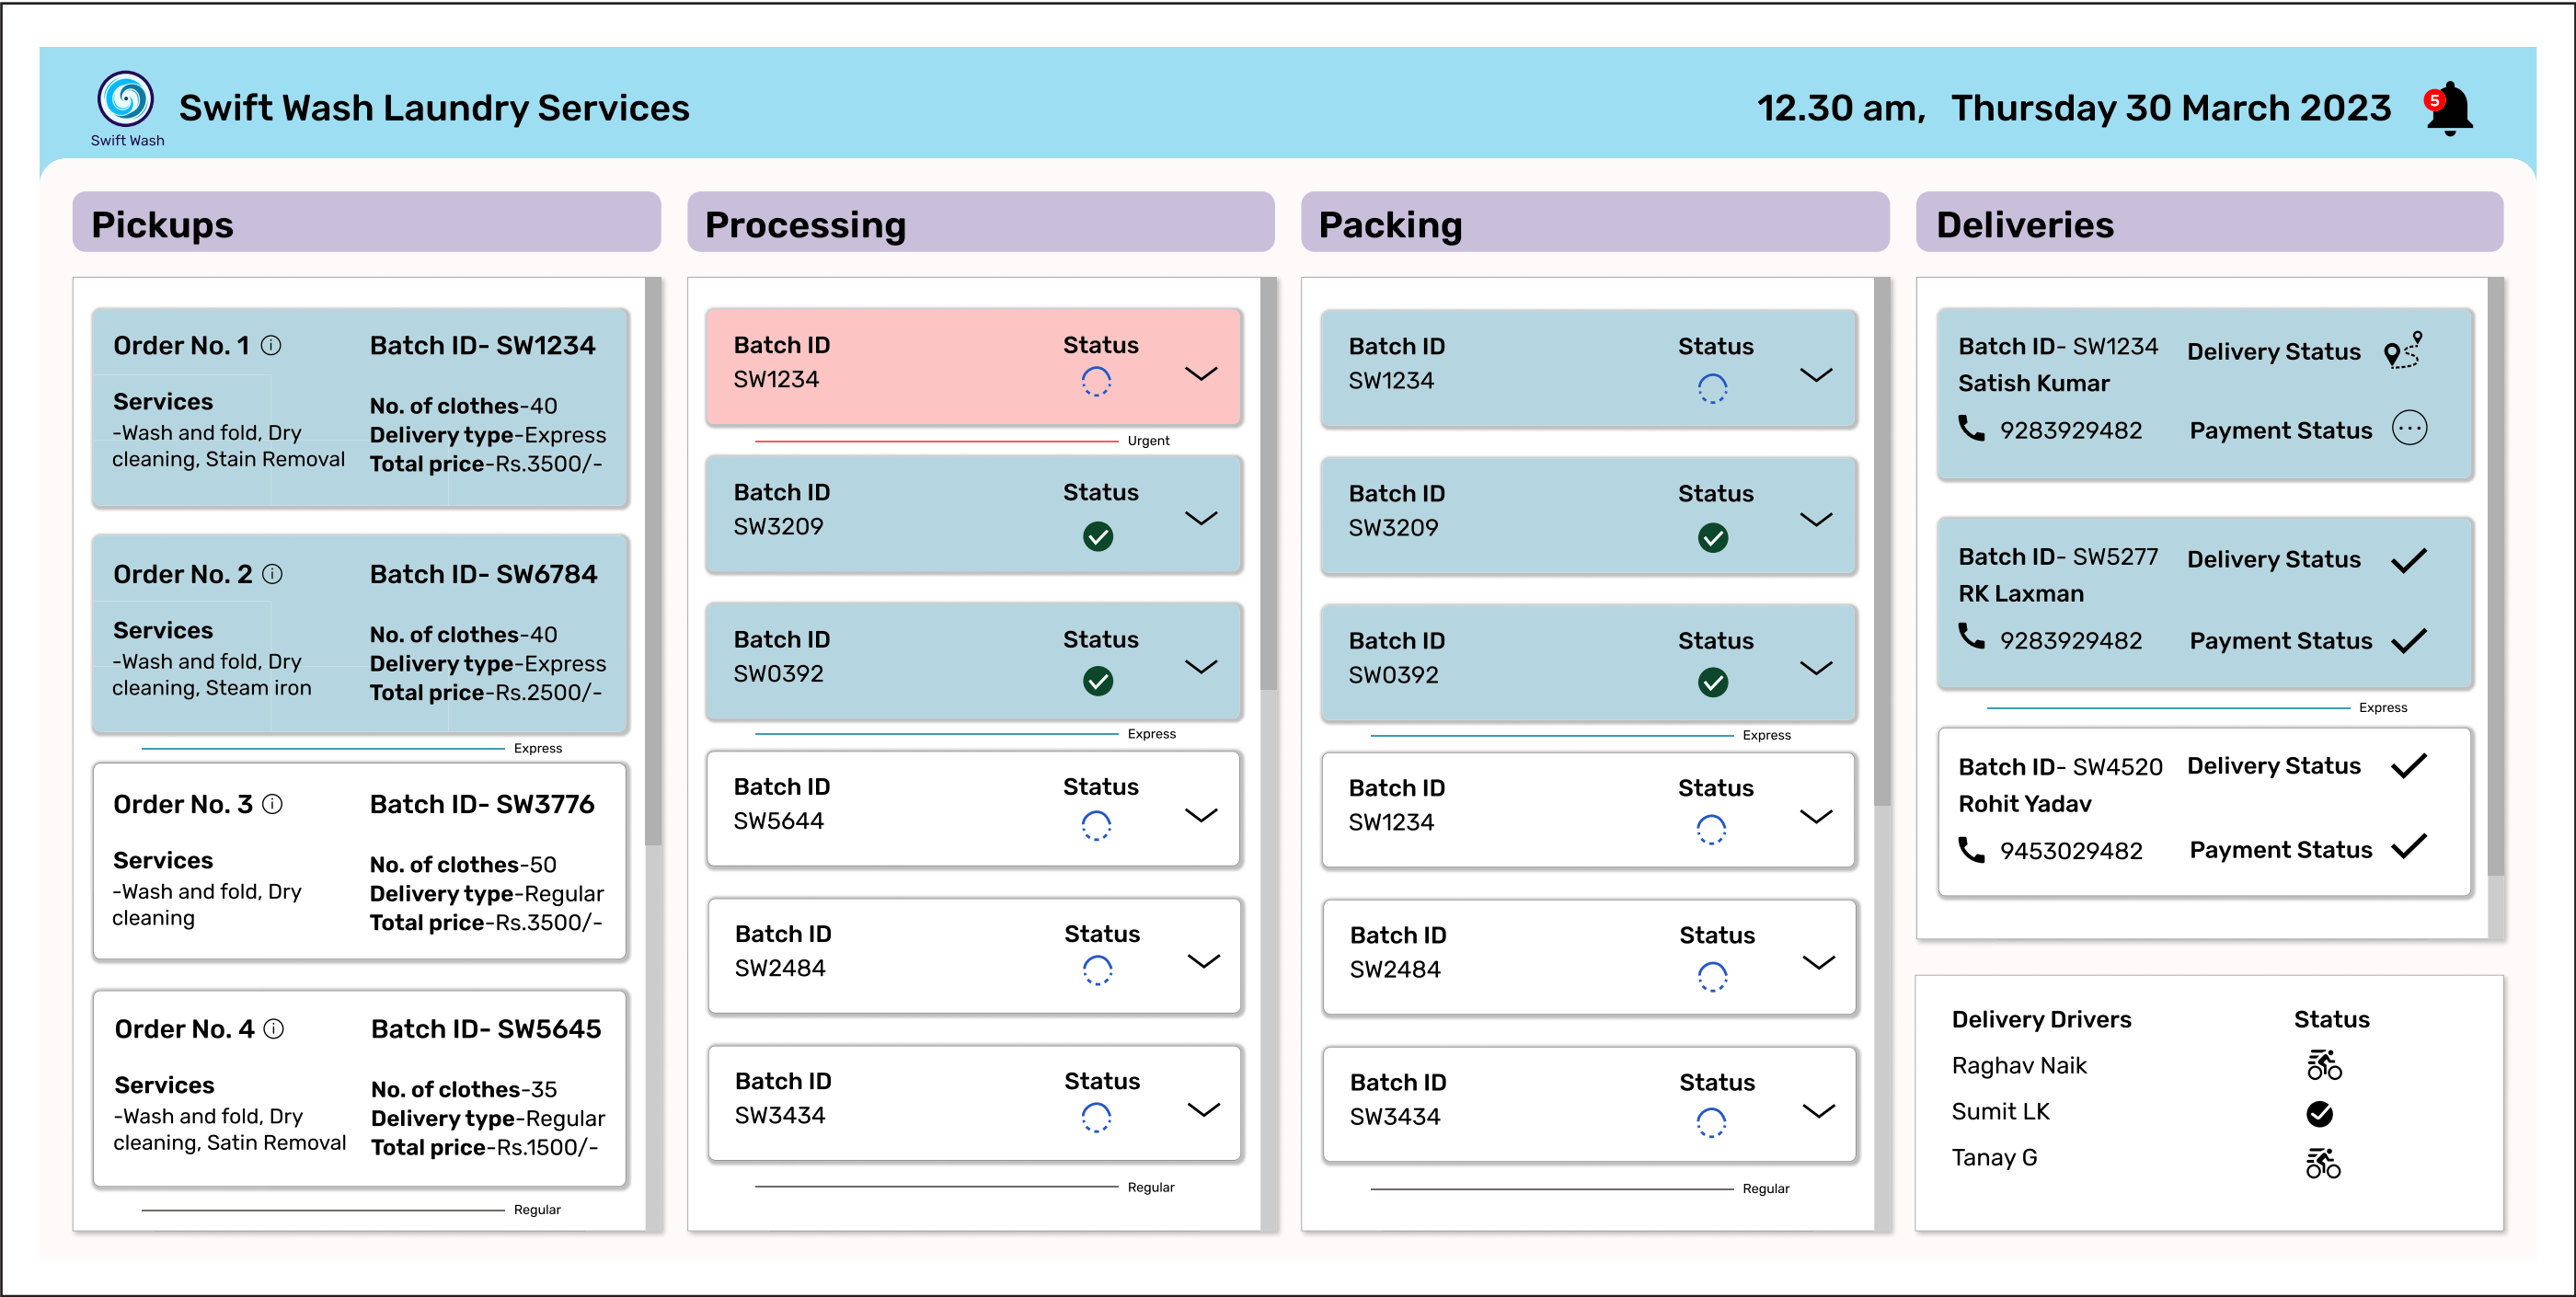 Swift Wash
Swift Wash Laundry Services
12.30 am, Thursday 30 March 2023
5
Pickups
Order No. 1
Batch ID- SW1234
Services
-Wash and fold, Dry
cleaning, Stain Removal
No. of clothes-40
Delivery type-Express
Total price-Rs.3500/-
Order No. 2
Batch ID- SW6784
Services
-Wash and fold, Dry
cleaning, Steam iron
No. of clothes-40
Delivery type-Express
Total price-Rs.2500/-
Express
Order No. 3
Batch ID- SW3776
Services
-Wash and fold, Dry
cleaning
No. of clothes-50
Delivery type-Regular
Total price-Rs.3500/-
Order No. 4
Batch ID- SW5645
Services
-Wash and fold, Dry
cleaning, Satin Removal
No. of clothes-35
Delivery type-Regular
Total price-Rs.1500/-
Regular
Processing
Batch ID Status
SW1234
Urgent
Batch ID Status
SW3209
Batch ID Status
SW0392
Express
Batch ID Status
SW5644
Batch ID Status
SW2484
Batch ID Status
SW3434
Regular
Packing
Batch ID Status
SW1234
Batch ID Status
SW3209
Batch ID Status
SW0392
Express
Batch ID Status
SW1234
Batch ID Status
SW2484
Batch ID Status
SW3434
Regular
Deliveries
Batch ID- SW1234 Delivery Status
Satish Kumar
9283929482 Payment Status
Batch ID- SW5277 Delivery Status
RK Laxman
9283929482 Payment Status
Express
Batch ID- SW4520 Delivery Status
Rohit Yadav
9453029482 Payment Status
Delivery Drivers Status
Raghav Naik
Sumit LK
Tanay G